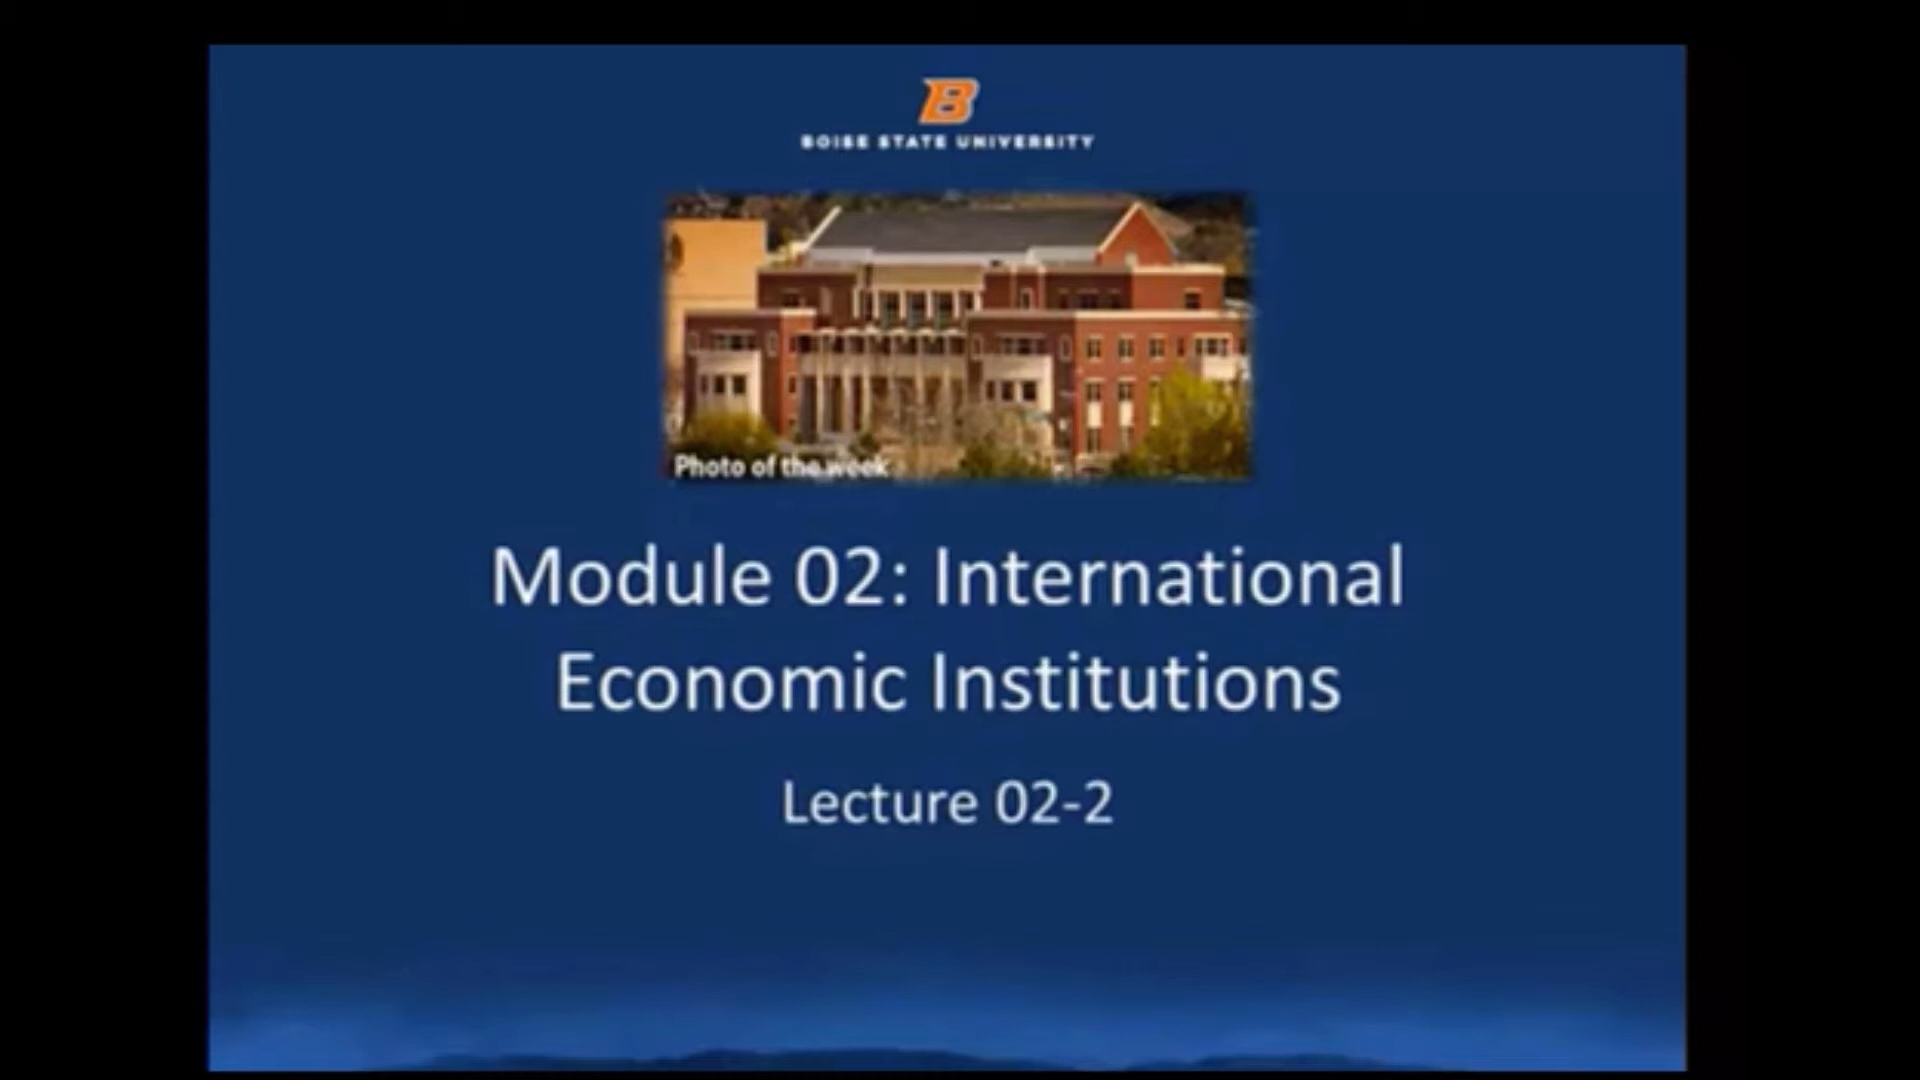 B
BOISE STATE UNIVERSITY
Photo of the week
Module 02: International
Economic Institutions
Lecture 02-2